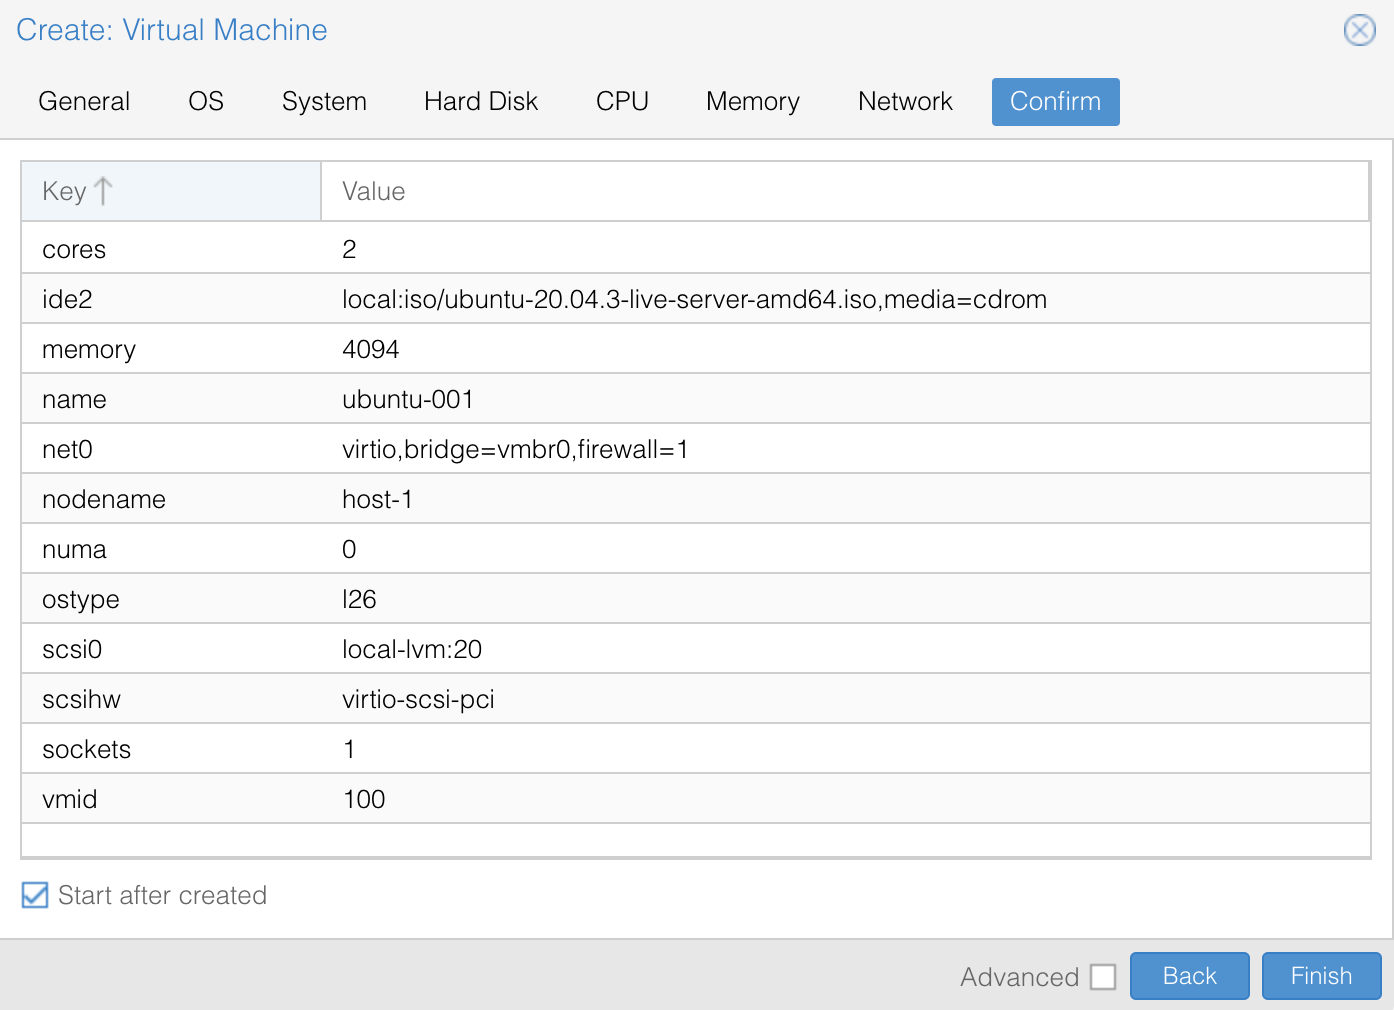 Create: Virtual Machine
General OS System Hard Disk CPU Memory Network Confirm
Key Value
cores 2
ide2 local:iso/ubuntu-20.04.3-live-server-amd64.iso,media=cdrom
memory 4094
name ubuntu-001
net0 virtio,bridge=vmbr0,firewall=1
nodename host-1
numa 0
ostype l26
scsi0 local-lvm:20
scsihw virtio-scsi-pci
sockets 1
vmid 100
Start after created
Advanced Back Finish